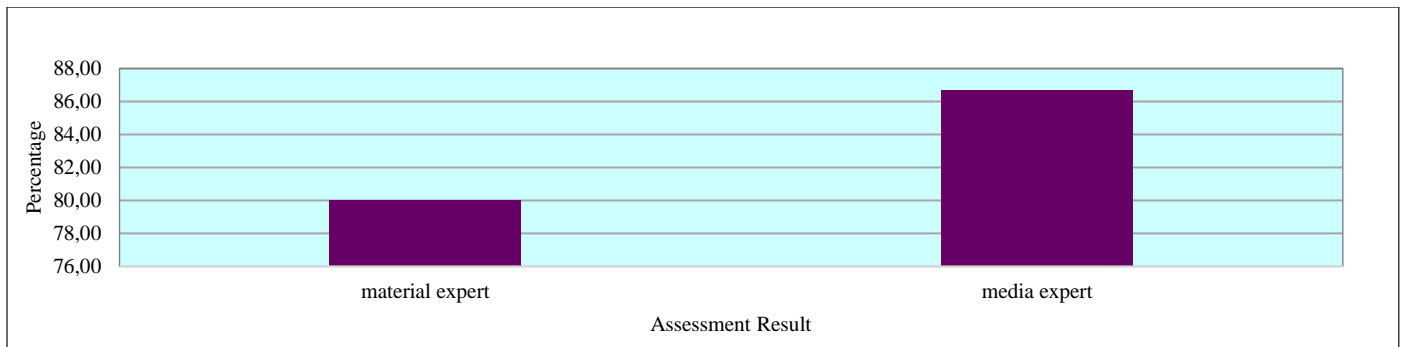 88,00
86,00
84,00
82,00
80,00
78,00
76,00
Percentage
material expert
media expert
Assessment Result